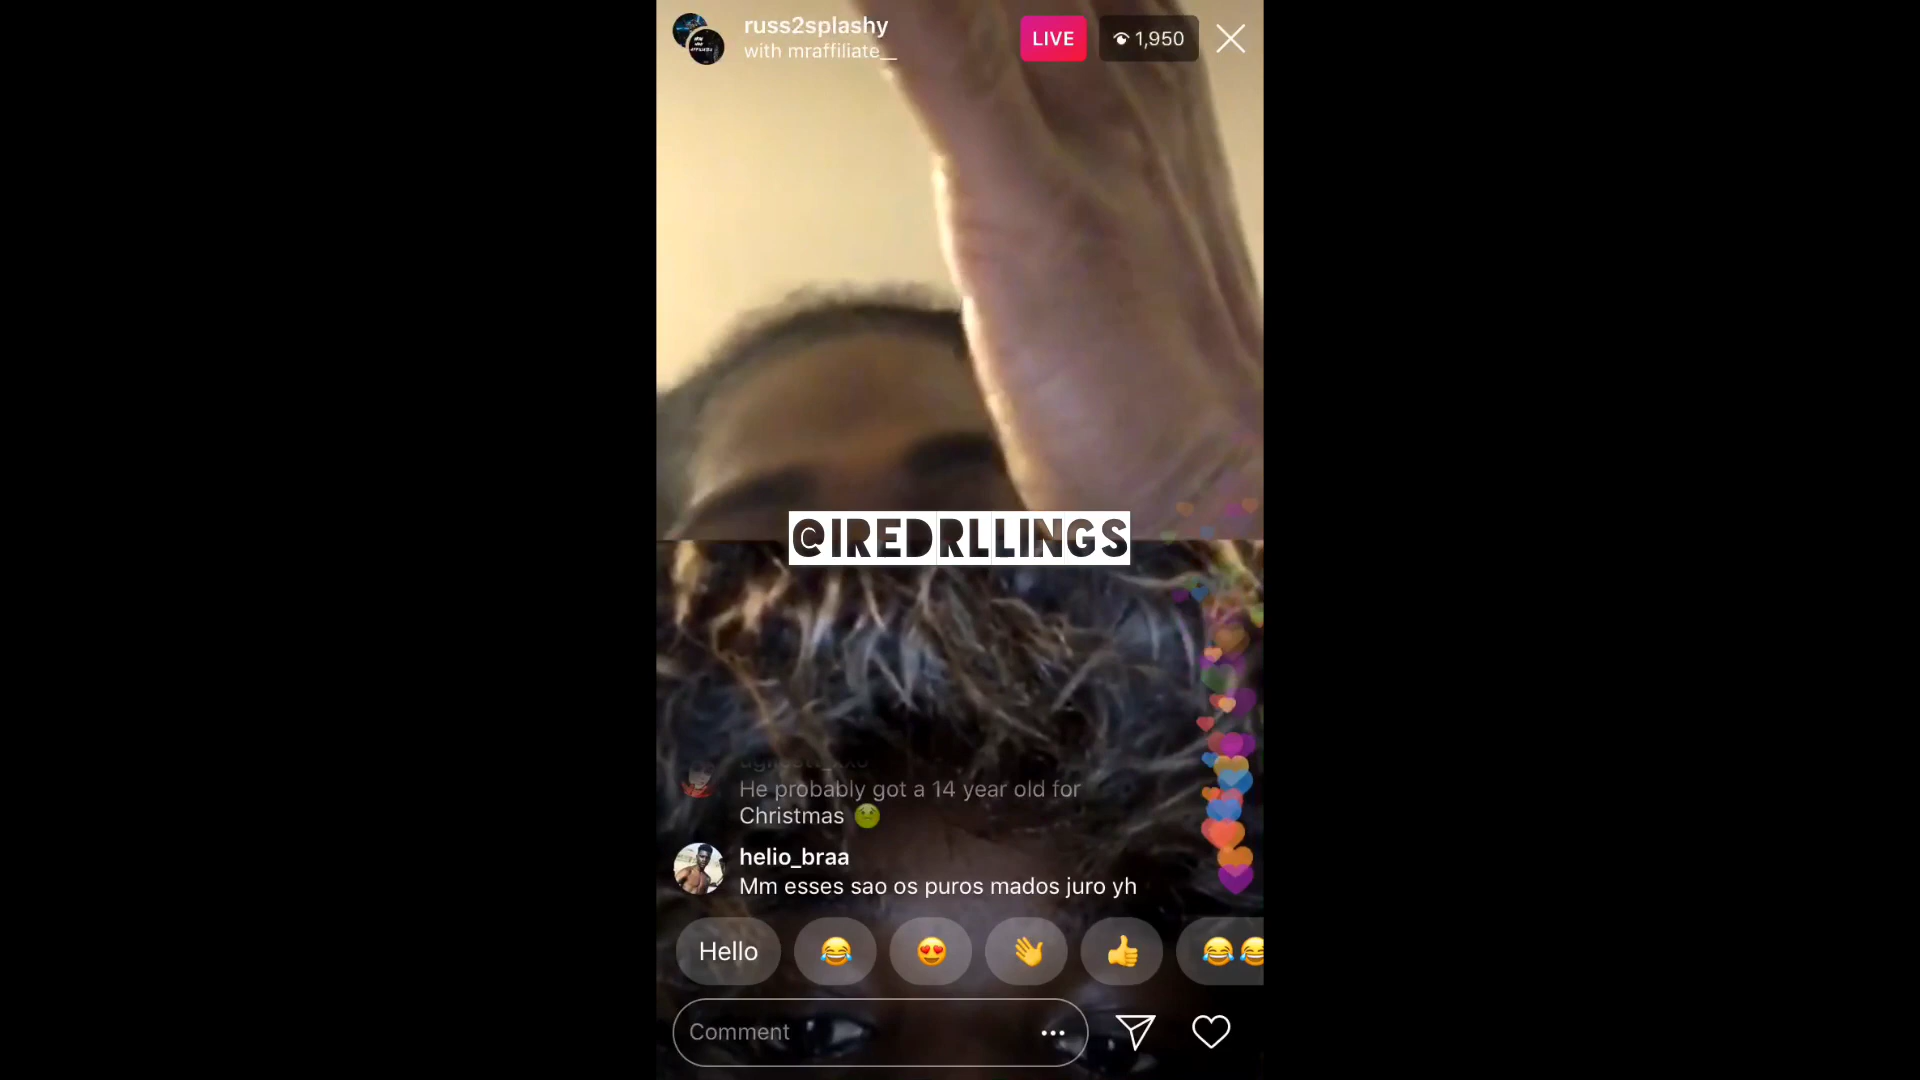 russ2splashy
with mraffiliate__
LIVE
1,950
@IREDRLLINGS
He probably got a 14 year old for
Christmas 🤢
helio_braa
Mm esses sao os puros mados juro yh
Hello
Comment